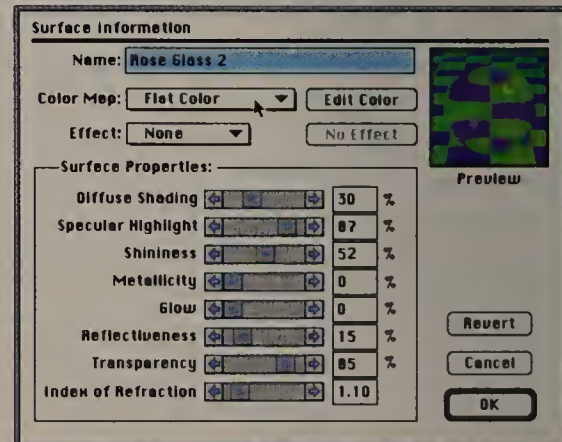 Surface information
Name: Rose Glass 2
Color Map: Flat Color Edit Color
Effect: None No Effect
Preview
Surface Properties:
Diffuse Shading 30 %
Specular Highlight 87 %
Shininess 52 %
Metallicity 0 %
Glow 0 %
Reflectiveness 15 %
Transparency 85 %
Index of Refraction 1.10
Revert
Cancel
OK